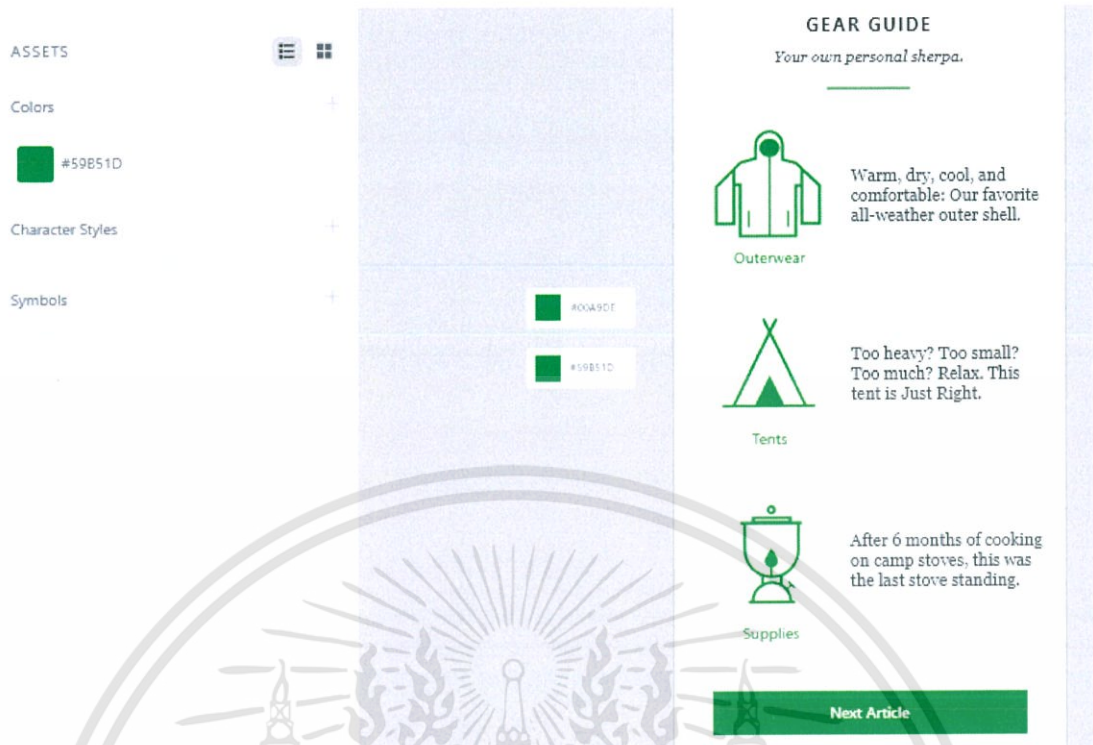 ASSETS
Colors
#59B51D
Character Styles
Symbols
#00A9DE
#59B51D
GEAR GUIDE
Your own personal sherpa.
Warm, dry, cool, and
comfortable: Our favorite
all-weather outer shell.
Outerwear
Too heavy? Too small?
Too much? Relax. This
tent is Just Right.
Tents
After 6 months of cooking
on camp stoves, this was
the last stove standing.
Supplies
Next Article